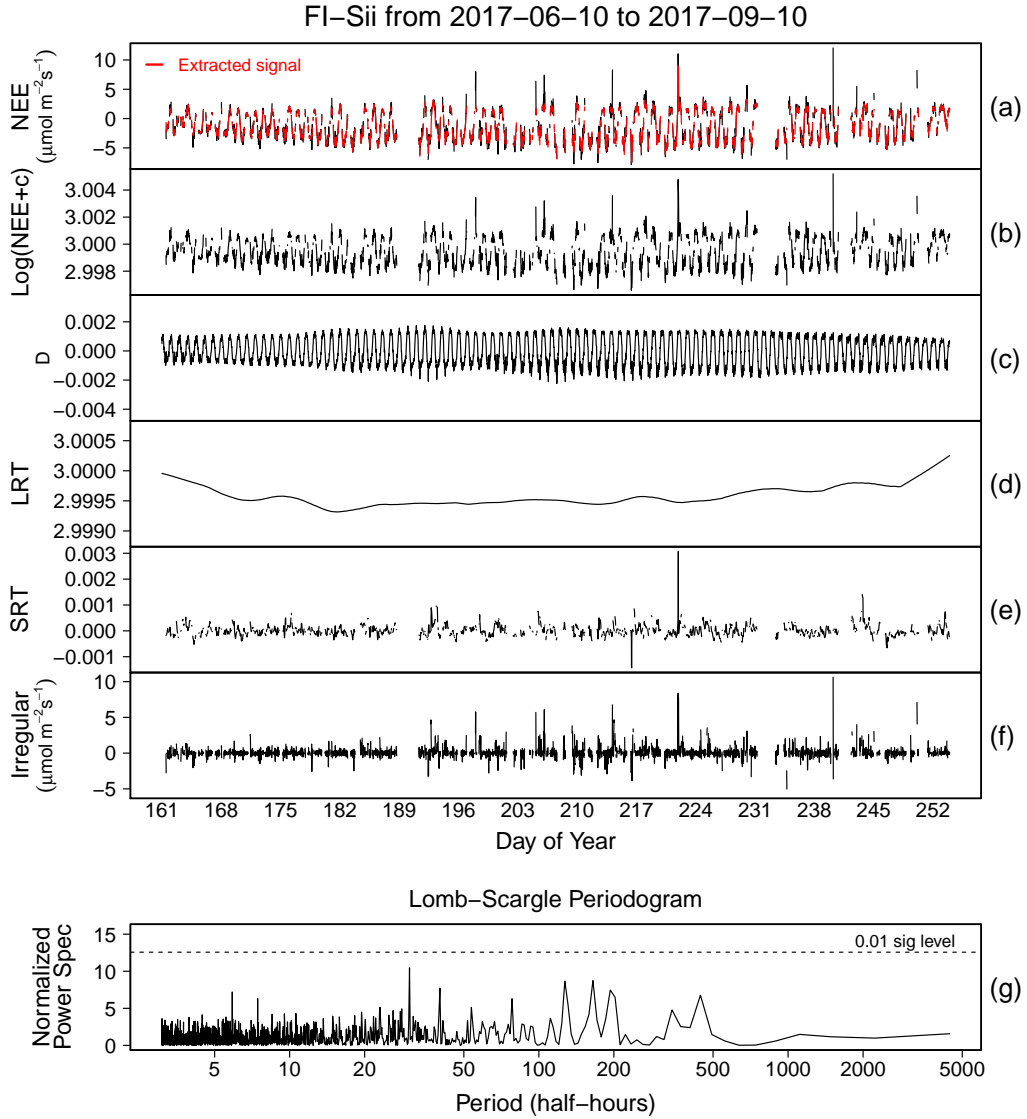 FI−Sii from 2017−06−10 to 2017−09−10
NEE
(μmol m−2s−1)
10
5
0
−5
Extracted signal
(a)
Log(NEE+c)
3.004
3.002
3.000
2.998
(b)
D
0.002
0.000
−0.002
−0.004
(c)
LRT
3.0005
3.0000
2.9995
2.9990
(d)
SRT
0.003
0.002
0.001
0.000
−0.001
(e)
Irregular
(μmol m−2s−1)
10
5
0
−5
(f)
161 168 175 182 189 196 203 210 217 224 231 238 245 252
Day of Year
Lomb−Scargle Periodogram
Normalized
Power Spec
15
10
5
0
0.01 sig level
(g)
5 10 20 50 100 200 500 2000 5000
Period (half−hours)